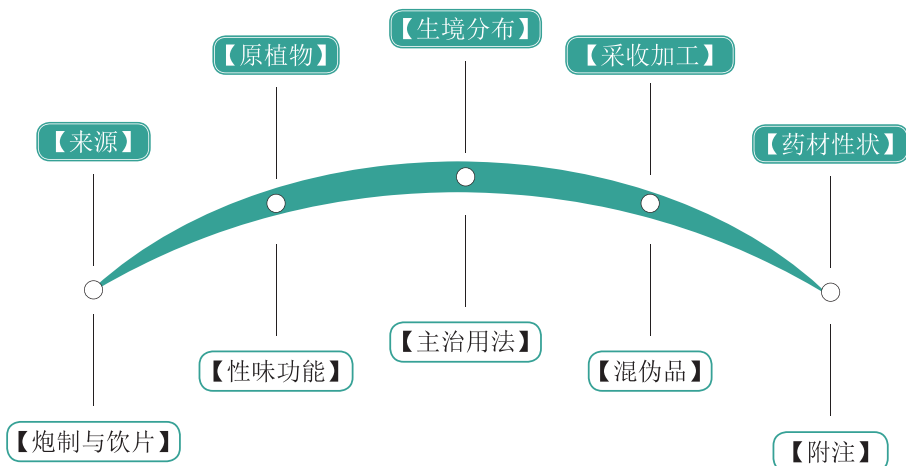 【来源】
【原植物】
【生境分布】
【采收加工】
【药材性状】
【炮制与饮片】
【性味功能】
【主治用法】
【混伪品】
【附注】